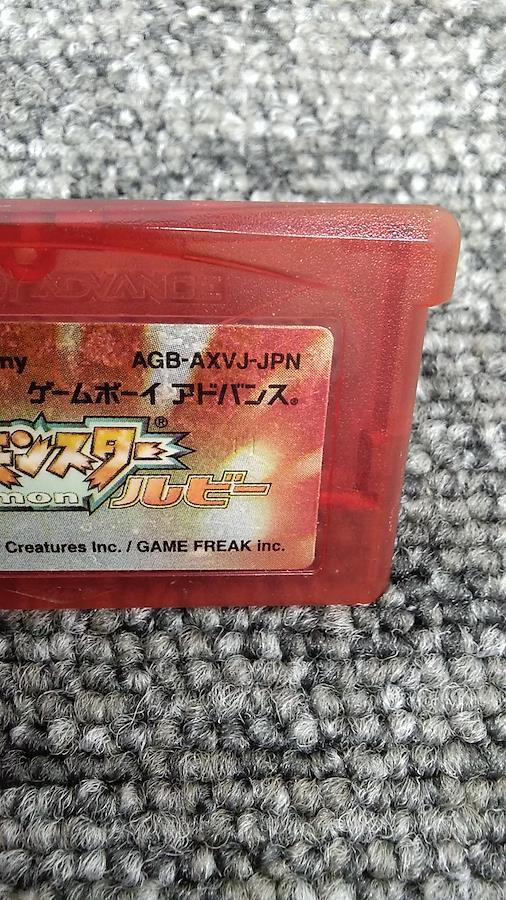 ADVANCE
AGB-AXVJ-JPN
ゲームボーイ アドバンス®
モンスター®
mon ルビー
Creatures Inc. / GAME FREAK inc.